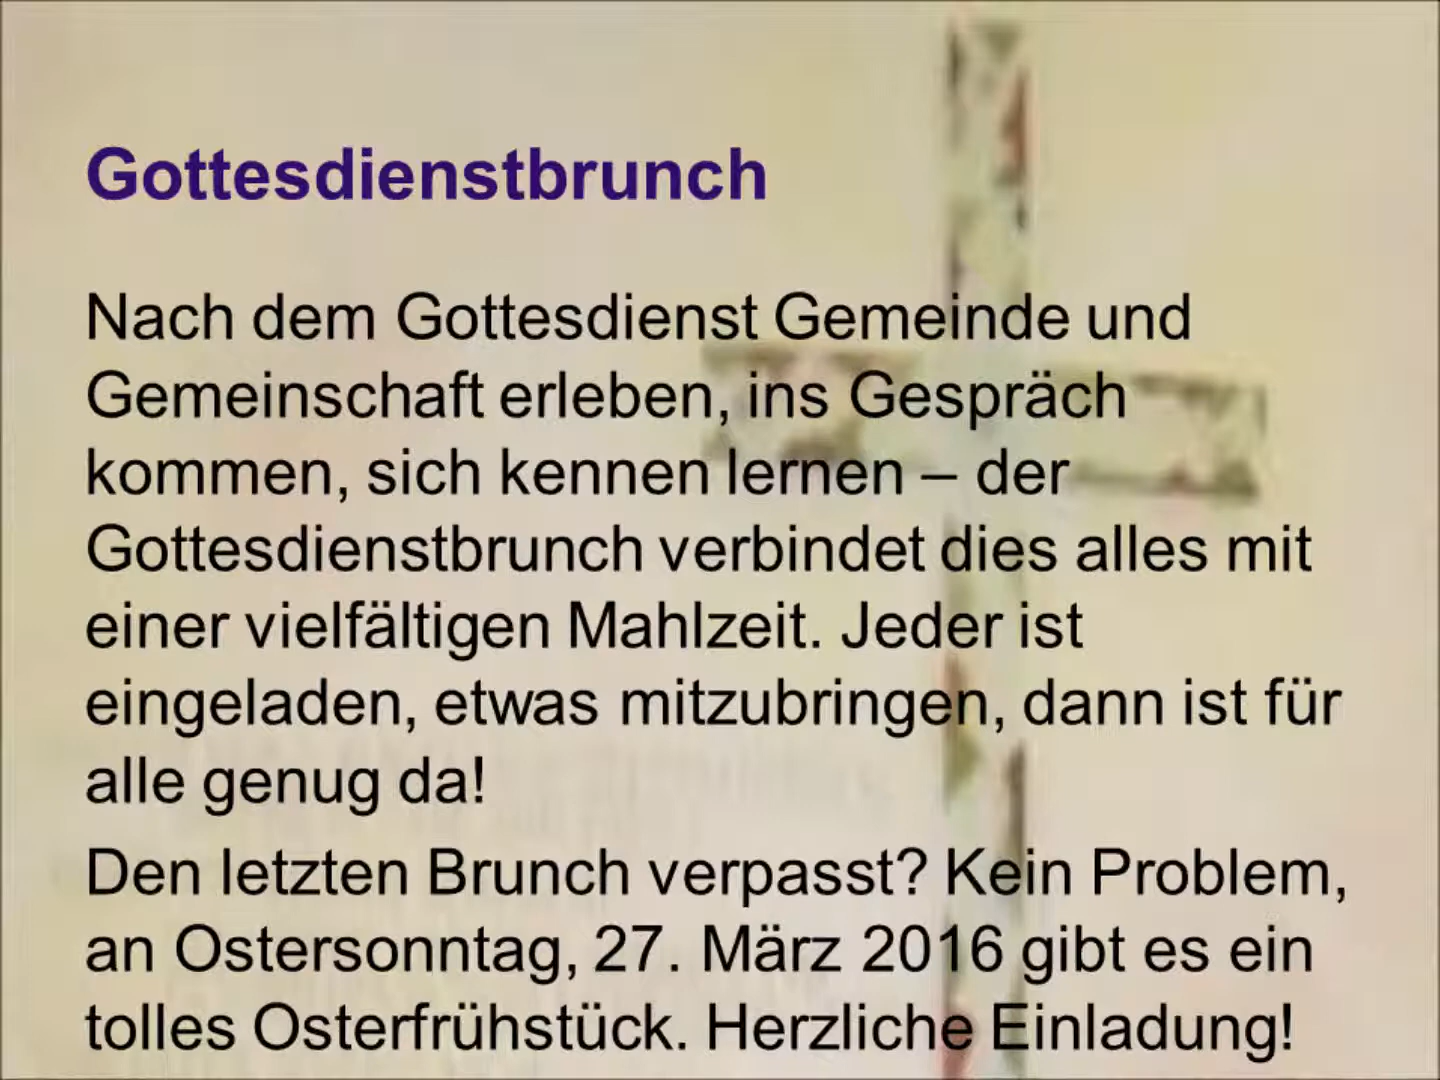 Gottesdienstbrunch
Nach dem Gottesdienst Gemeinde und
Gemeinschaft erleben, ins Gespräch
kommen, sich kennen lernen – der
Gottesdienstbrunch verbindet dies alles mit
einer vielfältigen Mahlzeit. Jeder ist
eingeladen, etwas mitzubringen, dann ist für
alle genug da!
Den letzten Brunch verpasst? Kein Problem,
an Ostersonntag, 27. März 2016 gibt es ein
tolles Osterfrühstück. Herzliche Einladung!